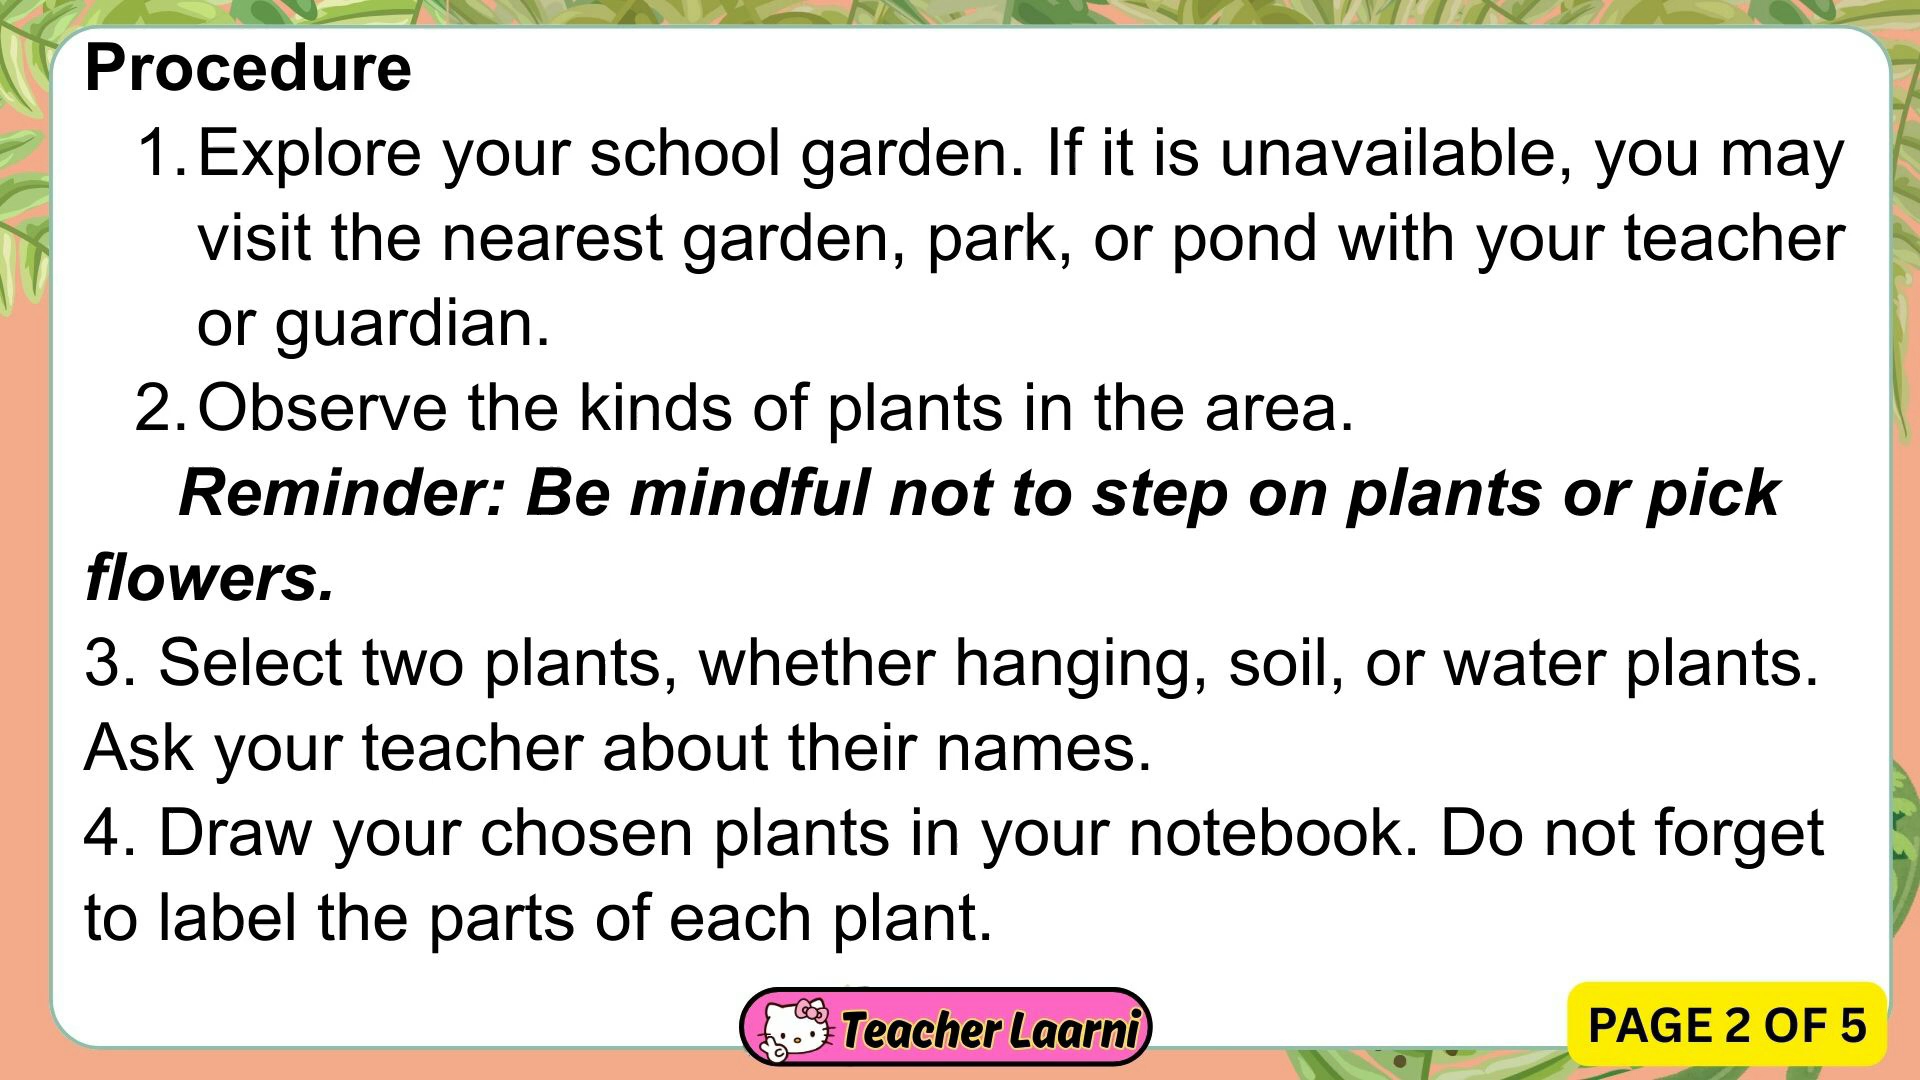 Procedure
1. Explore your school garden. If it is unavailable, you may
visit the nearest garden, park, or pond with your teacher
or guardian.
2. Observe the kinds of plants in the area.
Reminder: Be mindful not to step on plants or pick
flowers.
3. Select two plants, whether hanging, soil, or water plants.
Ask your teacher about their names.
4. Draw your chosen plants in your notebook. Do not forget
to label the parts of each plant.
Teacher Laarni
PAGE 2 OF 5